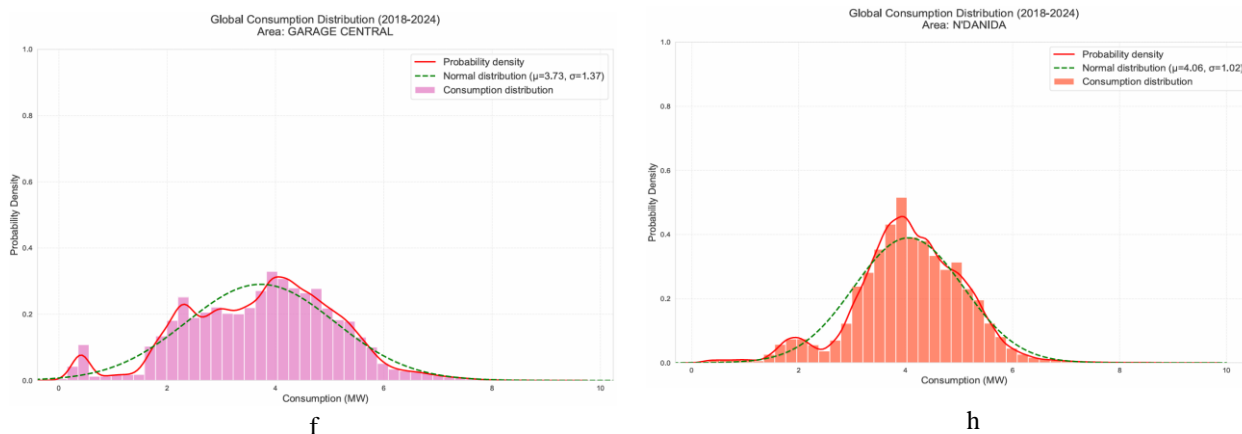 Global Consumption Distribution (2018-2024)
Area: GARAGE CENTRAL
1.0
0.8
0.6
0.4
0.2
0.0
Probability Density
Probability density
Normal distribution (μ=3.73, σ=1.37)
Consumption distribution
0
2
4
6
8
10
Consumption (MW)
f
Global Consumption Distribution (2018-2024)
Area: N'DANIDA
1.0
0.8
0.6
0.4
0.2
0.0
Probability Density
Probability density
Normal distribution (μ=4.06, σ=1.02)
Consumption distribution
0
2
4
6
8
10
Consumption (MW)
h